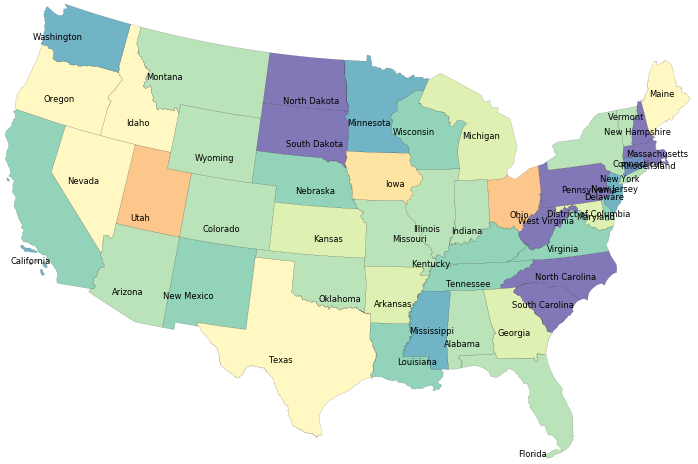 Washington
Montana
Oregon
Idaho
North Dakota
Minnesota
Wisconsin
Michigan
Maine
Vermont
New Hampshire
Massachusetts
Connecticut
Rhode Island
South Dakota
Wyoming
Nevada
Nebraska
Iowa
Pennsylvania
New York
New Jersey
Delaware
Utah
Colorado
Kansas
Missouri
Illinois
Indiana
Ohio
West Virginia
District of Columbia
Maryland
Virginia
California
Kentucky
Arizona
New Mexico
Oklahoma
Arkansas
Tennessee
North Carolina
South Carolina
Texas
Louisiana
Mississippi
Alabama
Georgia
Florida